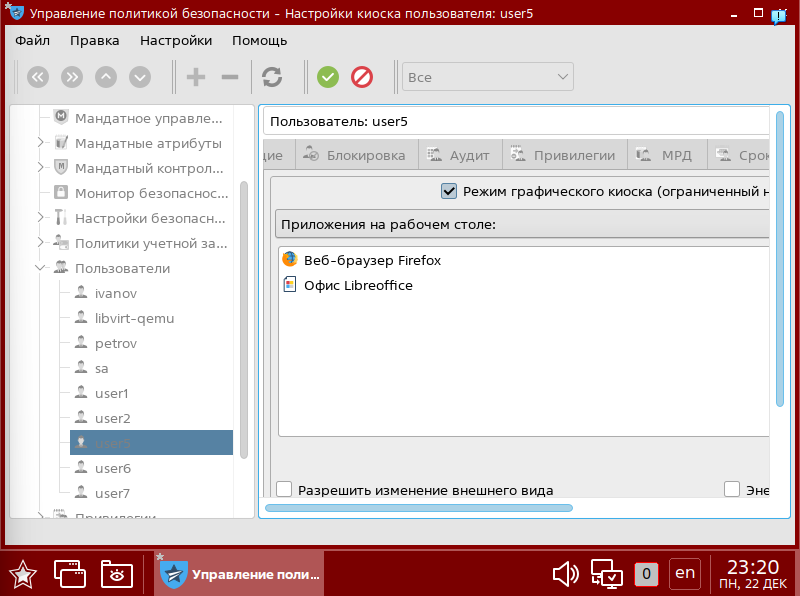 Управление политикой безопасности - Настройки киоска пользователя: user5
Файл Правка Настройки Помощь
Все
Мандатное управле...
Мандатные атрибуты
Мандатный контрол...
Монитор безопаснос...
Настройки безопасн...
Политики учетной за...
Пользователи
ivanov
libvirt-qemu
petrov
sa
user1
user2
user5
user6
user7
Привилегии
Пользователь: user5
щие Блокировка Аудит Привилегии МРД Срок
Режим графического киоска (ограниченный н
Приложения на рабочем столе:
Веб-браузер Firefox
Офис Libreoffice
Разрешить изменение внешнего вида
Эне
Управление поли...
0
en
23:20
ПН, 22 ДЕК